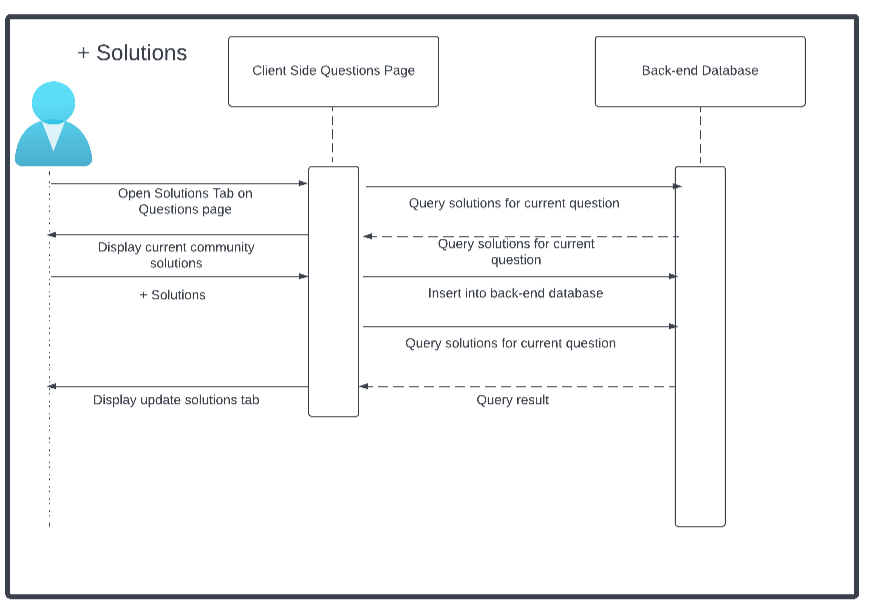 + Solutions
Client Side Questions Page
Back-end Database
Open Solutions Tab on
Questions page
Query solutions for current question
Display current community
solutions
Query solutions for current
question
+ Solutions
Insert into back-end database
Query solutions for current question
Display update solutions tab
Query result